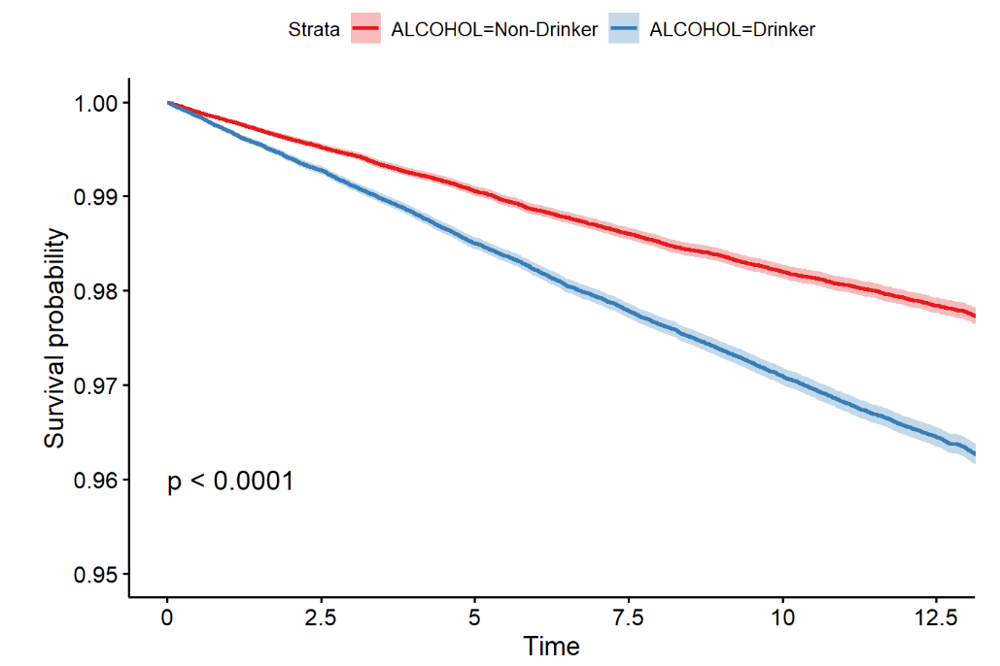 Strata ALCOHOL=Non-Drinker ALCOHOL=Drinker
1.00
0.99
0.98
0.97
0.96
0.95
Survival probability
p < 0.0001
0 2.5 5 7.5 10 12.5
Time